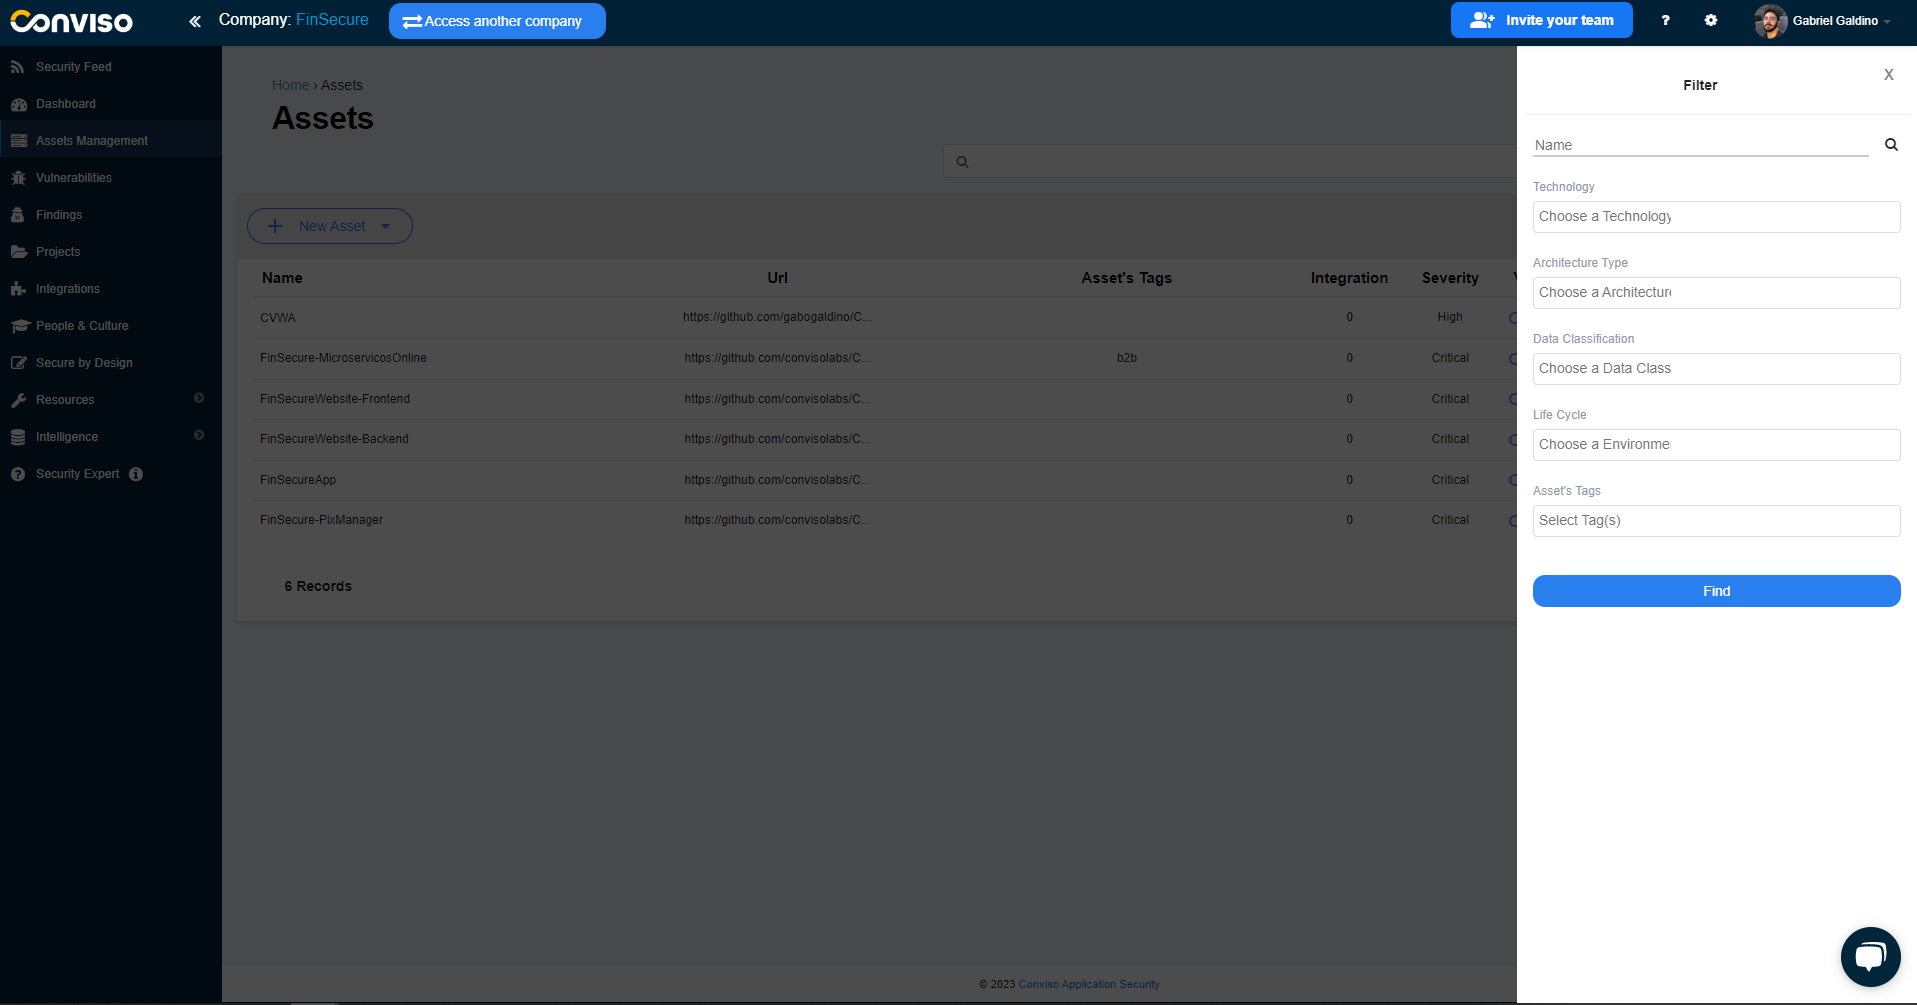 CONVISO
Company: FinSecure
Access another company
Invite your team
?
Gabriel Galdino
Security Feed
Dashboard
Assets Management
Vulnerabilities
Findings
Projects
Integrations
People & Culture
Secure by Design
Resources
Intelligence
Security Expert
Home › Assets
Assets
New Asset
Name Url Asset's Tags Integration Severity
CVWA https://github.com/gabogaldino/C... 0 High
FinSecure-MicroservicosOnline https://github.com/convisolabs/C... b2b 0 Critical
FinSecureWebsite-Frontend https://github.com/convisolabs/C... 0 Critical
FinSecureWebsite-Backend https://github.com/convisolabs/C... 0 Critical
FinSecureApp https://github.com/convisolabs/C... 0 Critical
FinSecure-PixManager https://github.com/convisolabs/C... 0 Critical
6 Records
© 2023 Conviso Application Security
X
Filter
Name
Technology
Choose a Technology
Architecture Type
Choose a Architectur
Data Classification
Choose a Data Class
Life Cycle
Choose a Environme
Asset's Tags
Select Tag(s)
Find